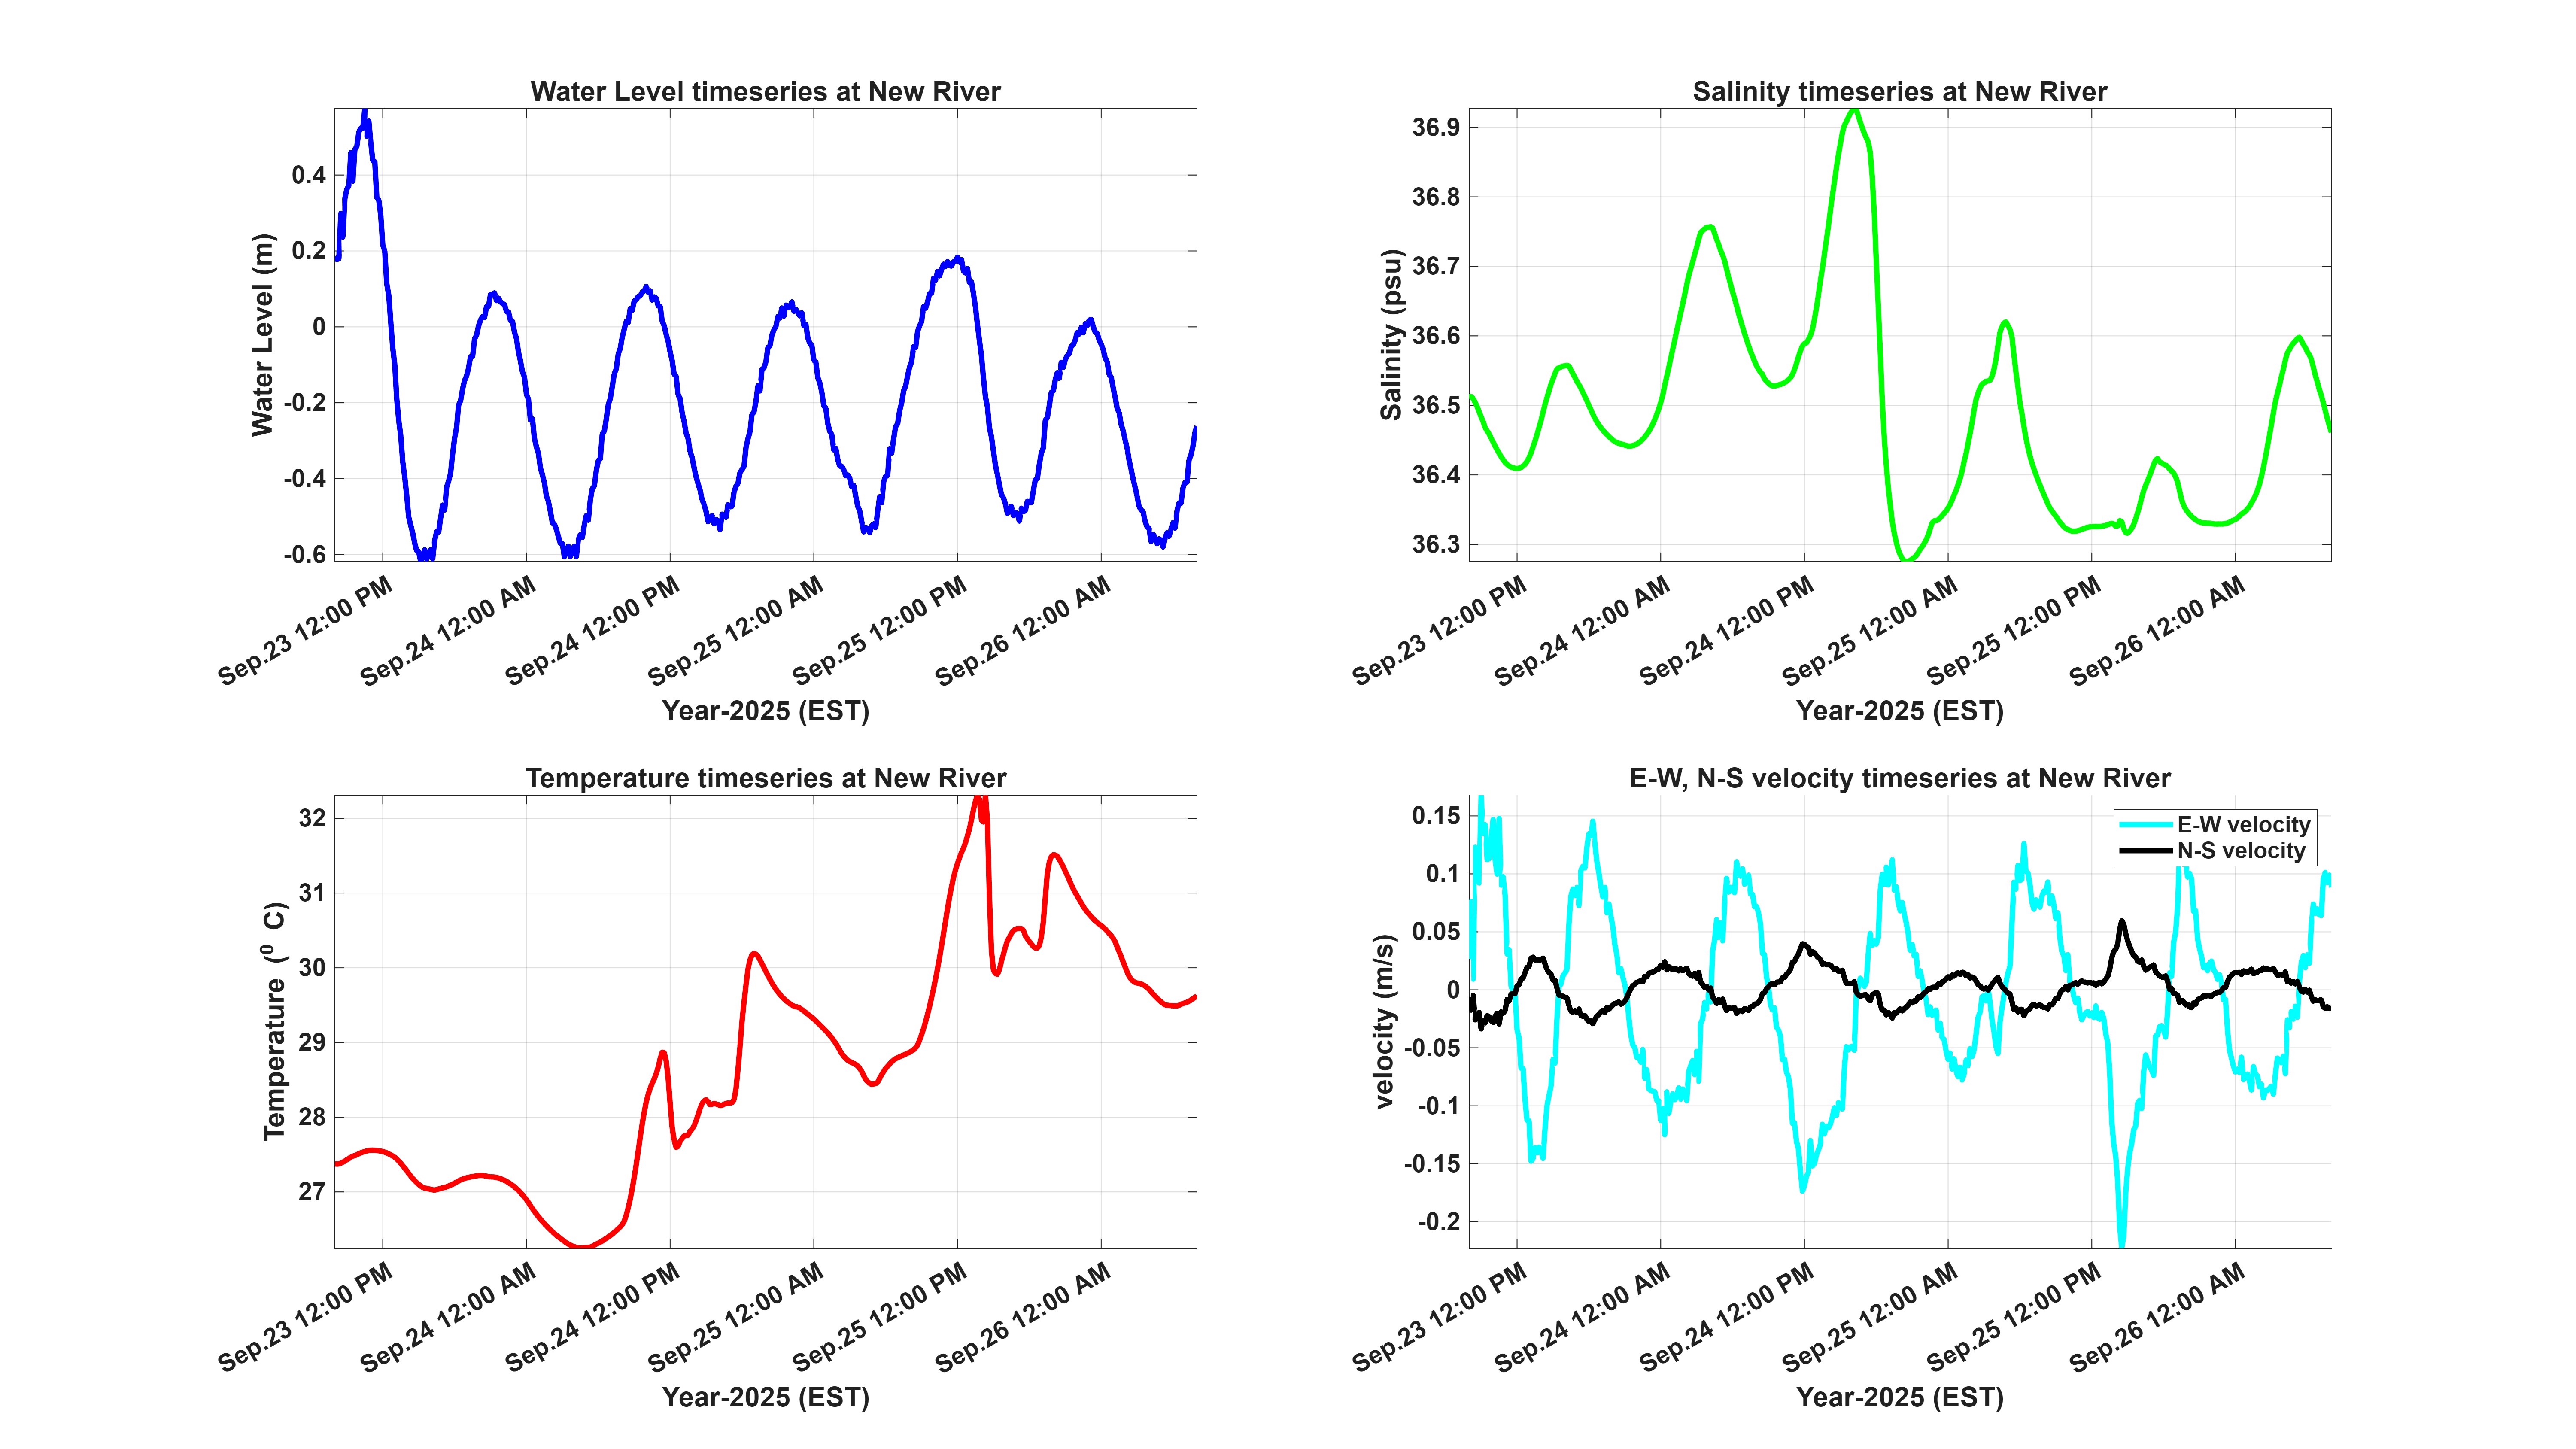 Water Level timeseries at New River
Water Level (m)
0.4
0.2
0
-0.2
-0.4
-0.6
Sep.23 12:00 PM
Sep.24 12:00 AM
Sep.24 12:00 PM
Sep.25 12:00 AM
Sep.25 12:00 PM
Sep.26 12:00 AM
Year-2025 (EST)
Salinity timeseries at New River
Salinity (psu)
36.9
36.8
36.7
36.6
36.5
36.4
36.3
Sep.23 12:00 PM
Sep.24 12:00 AM
Sep.24 12:00 PM
Sep.25 12:00 AM
Sep.25 12:00 PM
Sep.26 12:00 AM
Year-2025 (EST)
Temperature timeseries at New River
Temperature (⁰ C)
32
31
30
29
28
27
Sep.23 12:00 PM
Sep.24 12:00 AM
Sep.24 12:00 PM
Sep.25 12:00 AM
Sep.25 12:00 PM
Sep.26 12:00 AM
Year-2025 (EST)
E-W, N-S velocity timeseries at New River
velocity (m/s)
0.15
0.1
0.05
0
-0.05
-0.1
-0.15
-0.2
E-W velocity
N-S velocity
Sep.23 12:00 PM
Sep.24 12:00 AM
Sep.24 12:00 PM
Sep.25 12:00 AM
Sep.25 12:00 PM
Sep.26 12:00 AM
Year-2025 (EST)